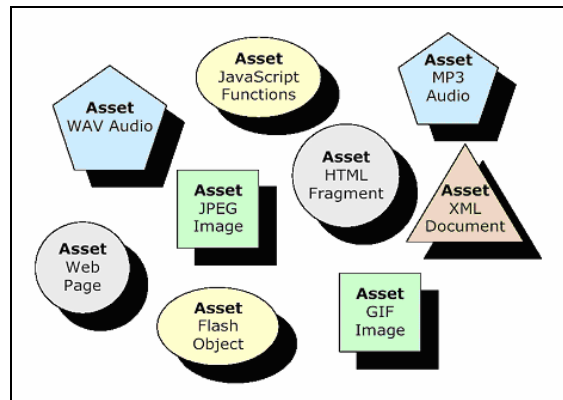 Asset
JavaScript
Functions
Asset
MP3
Audio
Asset
WAV Audio
Asset
HTML
Fragment
Asset
JPEG
Image
Asset
XML
Document
Asset
Web
Page
Asset
Flash
Object
Asset
GIF
Image